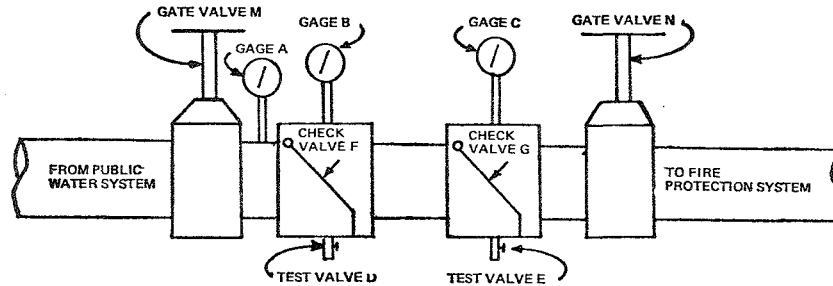 GATE VALVE M
GAGE A
GAGE B
GAGE C
GATE VALVE N
CHECK
VALVE F
CHECK
VALVE G
FROM PUBLIC
WATER SYSTEM
TO FIRE
PROTECTION SYSTEM
TEST VALVE D
TEST VALVE E